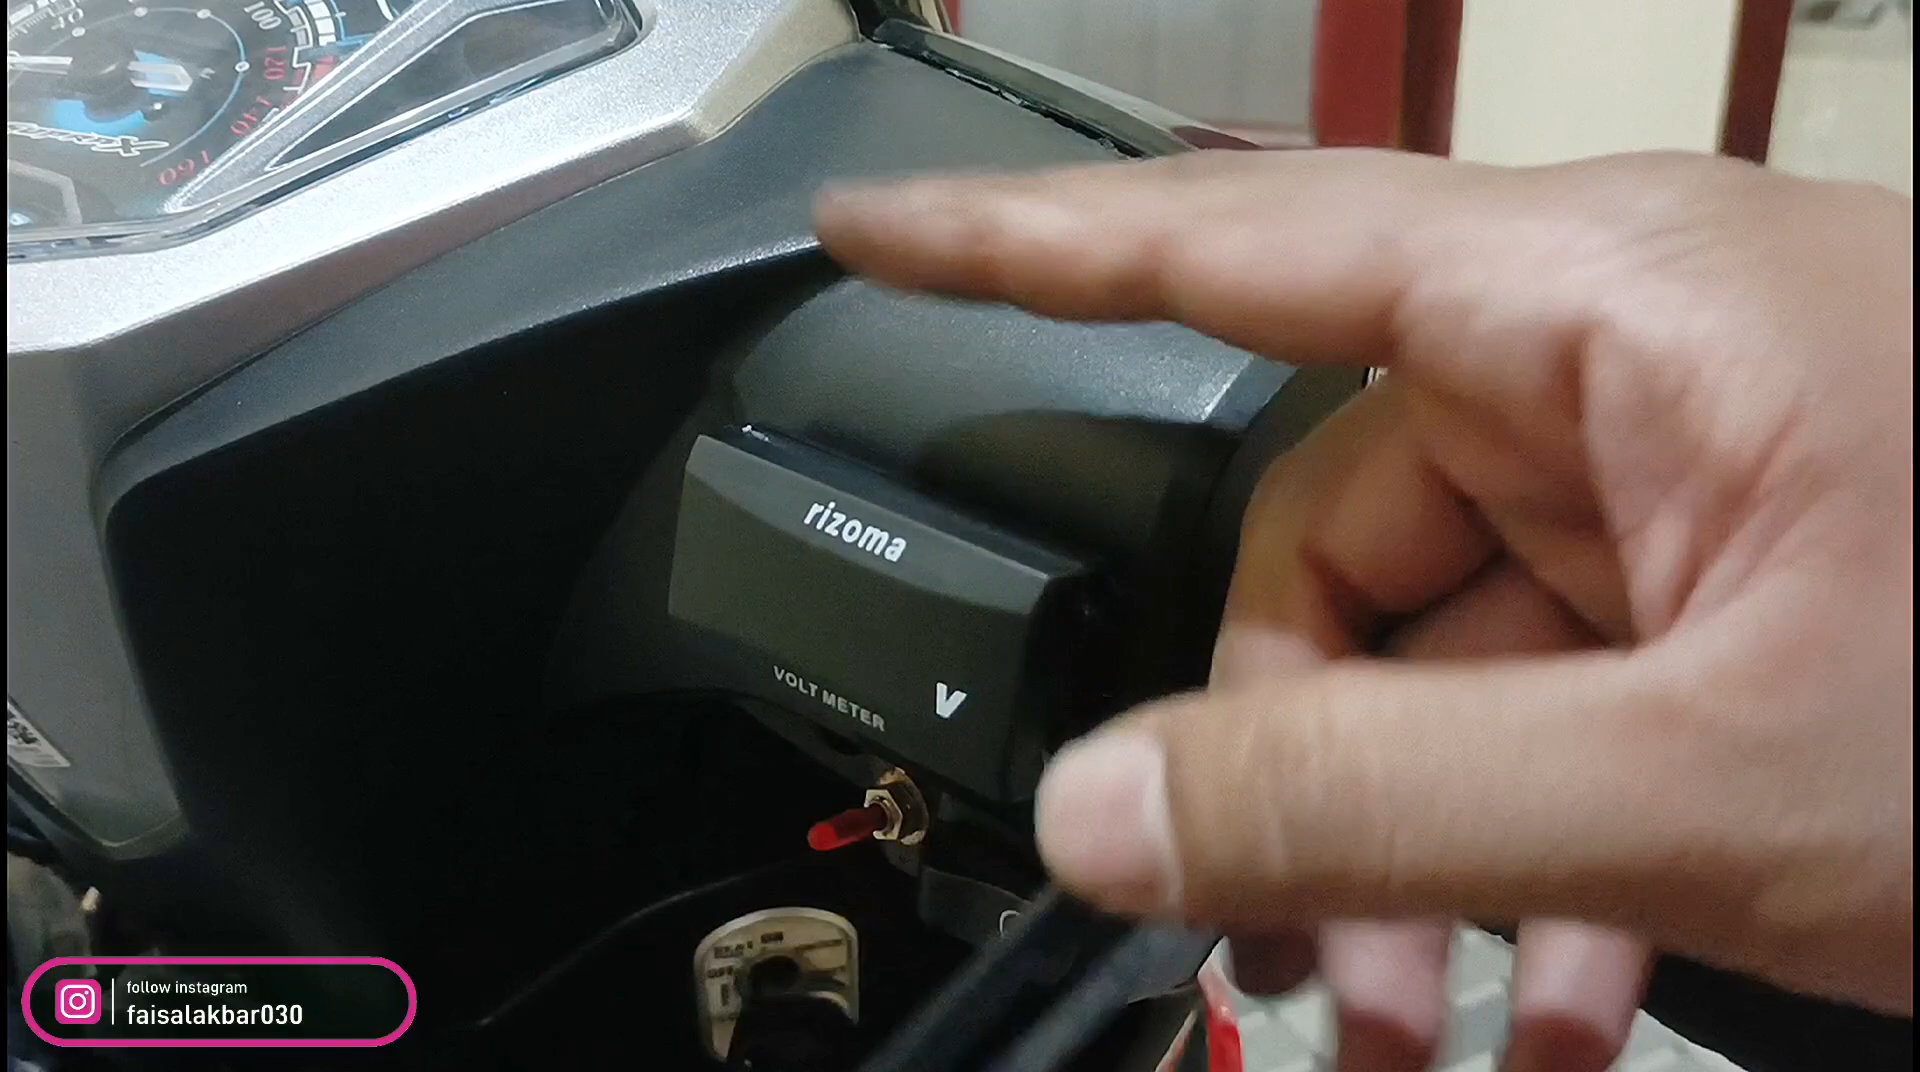 100
120
140
160
rizoma
VOLT METER
V
follow instagram
faisalakbar030